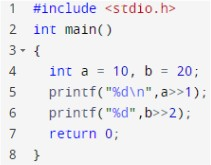 1 #include <stdio.h>
2 int main()
3 {
4 int a = 10, b = 20;
5 printf("%d\n",a>>1);
6 printf("%d",b>>2);
7 return 0;
8 }